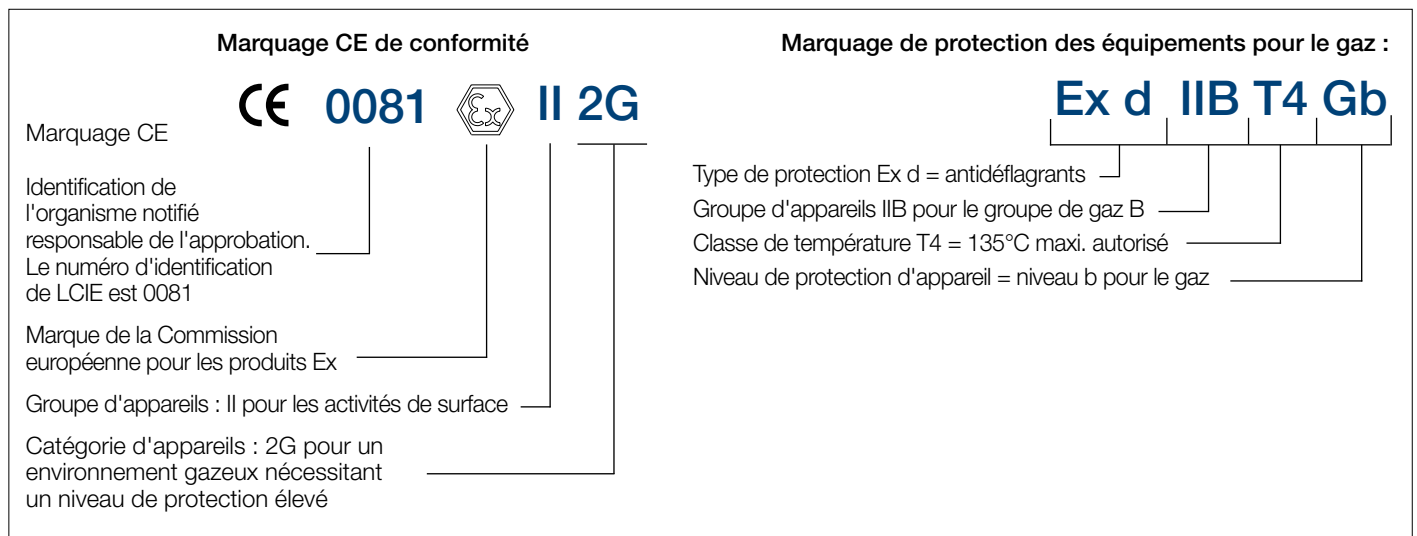 Marquage CE de conformité
CE 0081 Ex II 2G
Marquage CE
Identification de
l'organisme notifié
responsable de l'approbation.
Le numéro d'identification
de LCIE est 0081
Marque de la Commission
européenne pour les produits Ex
Groupe d'appareils : II pour les activités de surface
Catégorie d'appareils : 2G pour un
environnement gazeux nécessitant
un niveau de protection élevé
Marquage de protection des équipements pour le gaz :
Ex d IIB T4 Gb
Type de protection Ex d = antidéflagrants
Groupe d'appareils IIB pour le groupe de gaz B
Classe de température T4 = 135°C maxi. autorisé
Niveau de protection d'appareil = niveau b pour le gaz